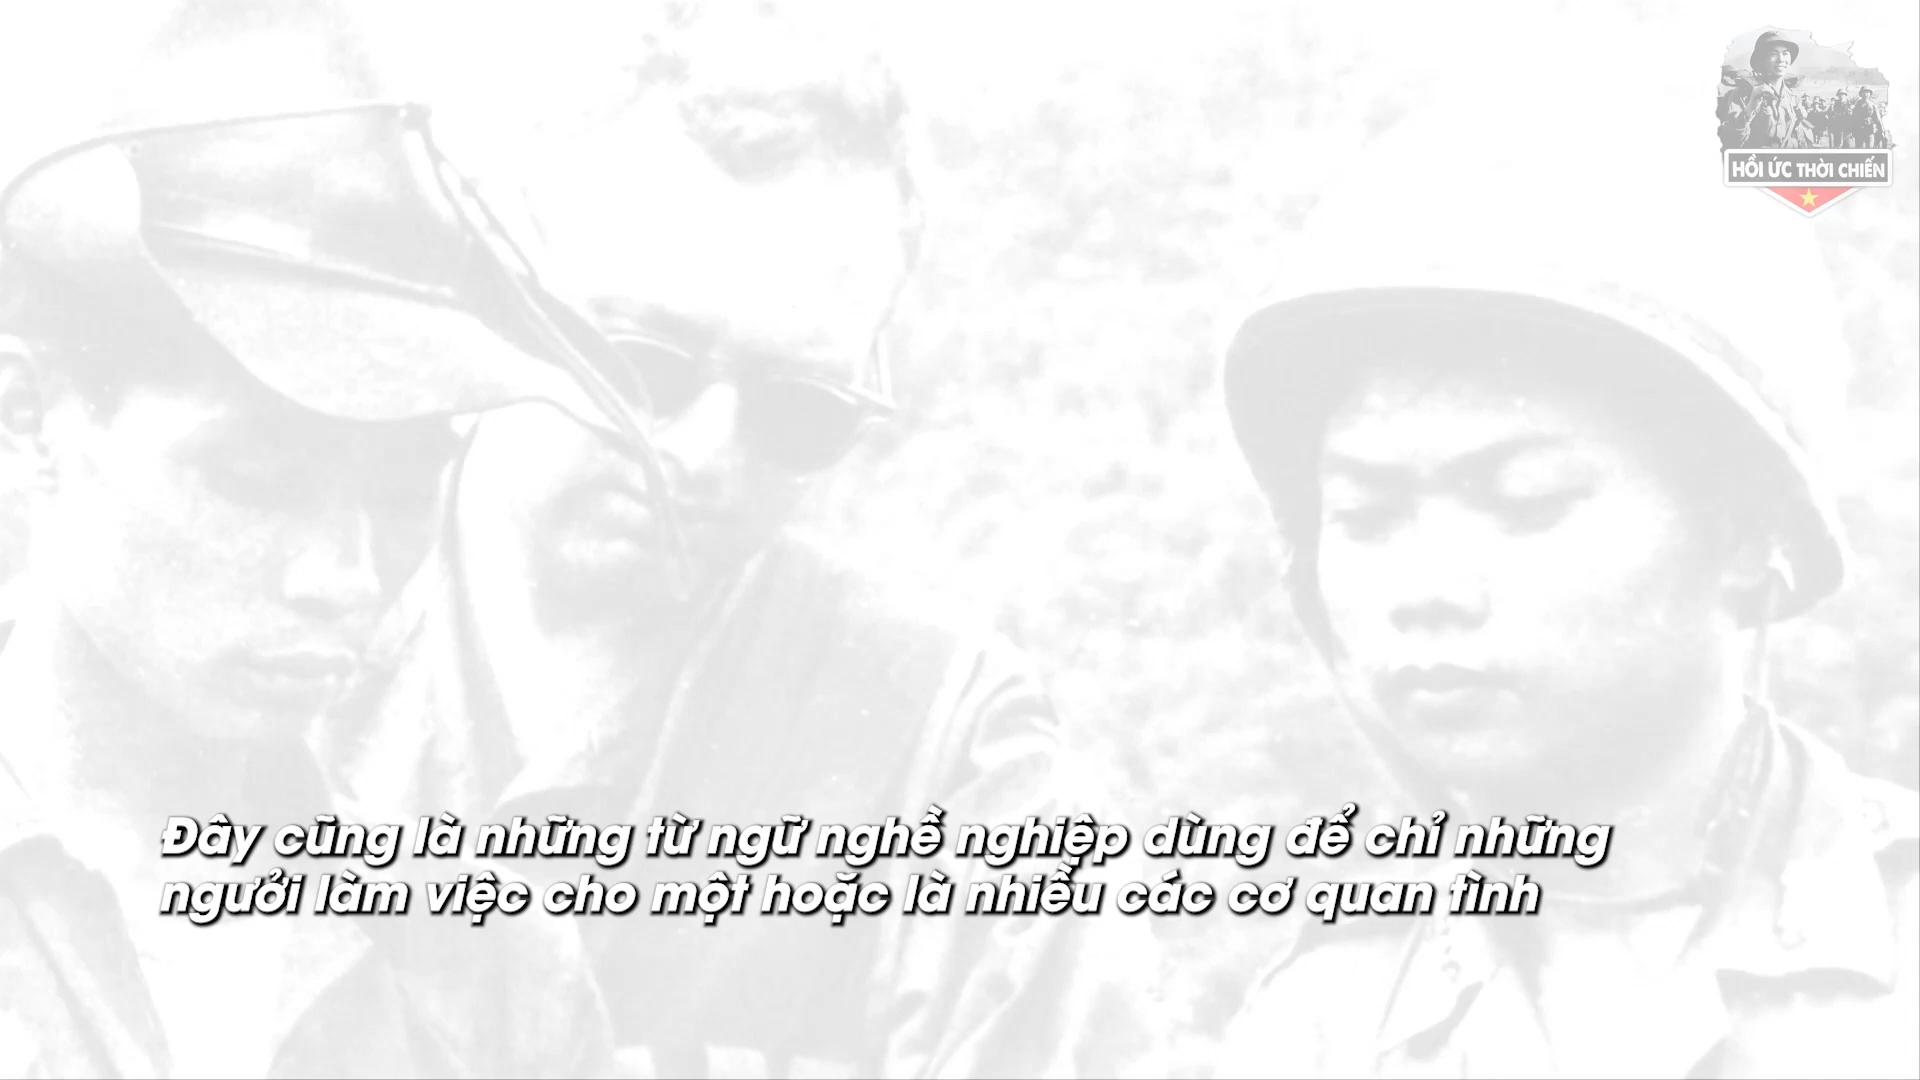 HỒI ỨC THỜI CHIẾN
Đây cũng là những từ ngữ nghề nghiệp dùng để chỉ những
người làm việc cho một hoặc là nhiều các cơ quan tình